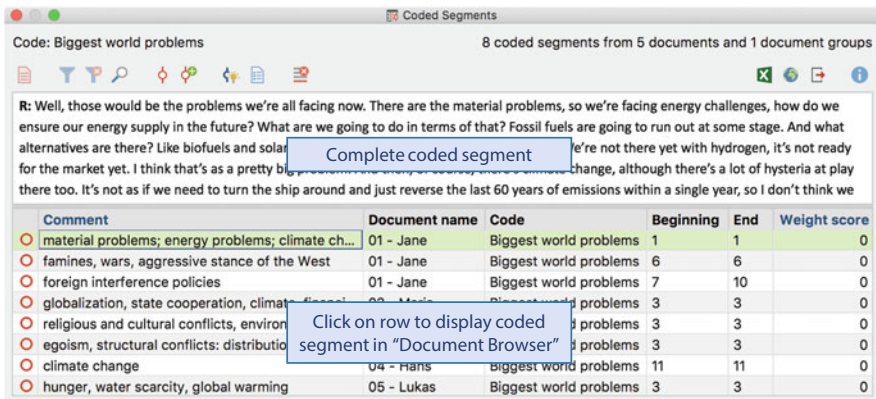 Coded Segments
Code: Biggest world problems 8 coded segments from 5 documents and 1 document groups
R: Well, those would be the problems we're all facing now. There are the material problems, so we're facing energy challenges, how do we
ensure our energy supply in the future? What are we going to do in terms of that? Fossil fuels are going to run out at some stage. And what
alternatives are there? Like biofuels and solar We're not there yet with hydrogen, it's not ready
for the market yet. I think that's as a pretty big change, although there's a lot of hysteria at play
there too. It's not as if we need to turn the ship around and just reverse the last 60 years of emissions within a single year, so I don't think we
Complete coded segment
Comment Document name Code Beginning End Weight score
material problems; energy problems; climate ch... 01 - Jane Biggest world problems 1 1 0
famines, wars, aggressive stance of the West 01 - Jane Biggest world problems 6 6 0
foreign interference policies 01 - Jane Biggest world problems 7 10 0
globalization, state cooperation, climate, Biggest world problems 3 3 0
religious and cultural conflicts, Biggest world problems 3 3 0
egoism, structural conflicts: Biggest world problems 3 3 0
climate change 04 - Hans Biggest world problems 11 11 0
hunger, water scarcity, global warming 05 - Lukas Biggest world problems 3 3 0
Click on row to display coded
segment in "Document Browser"